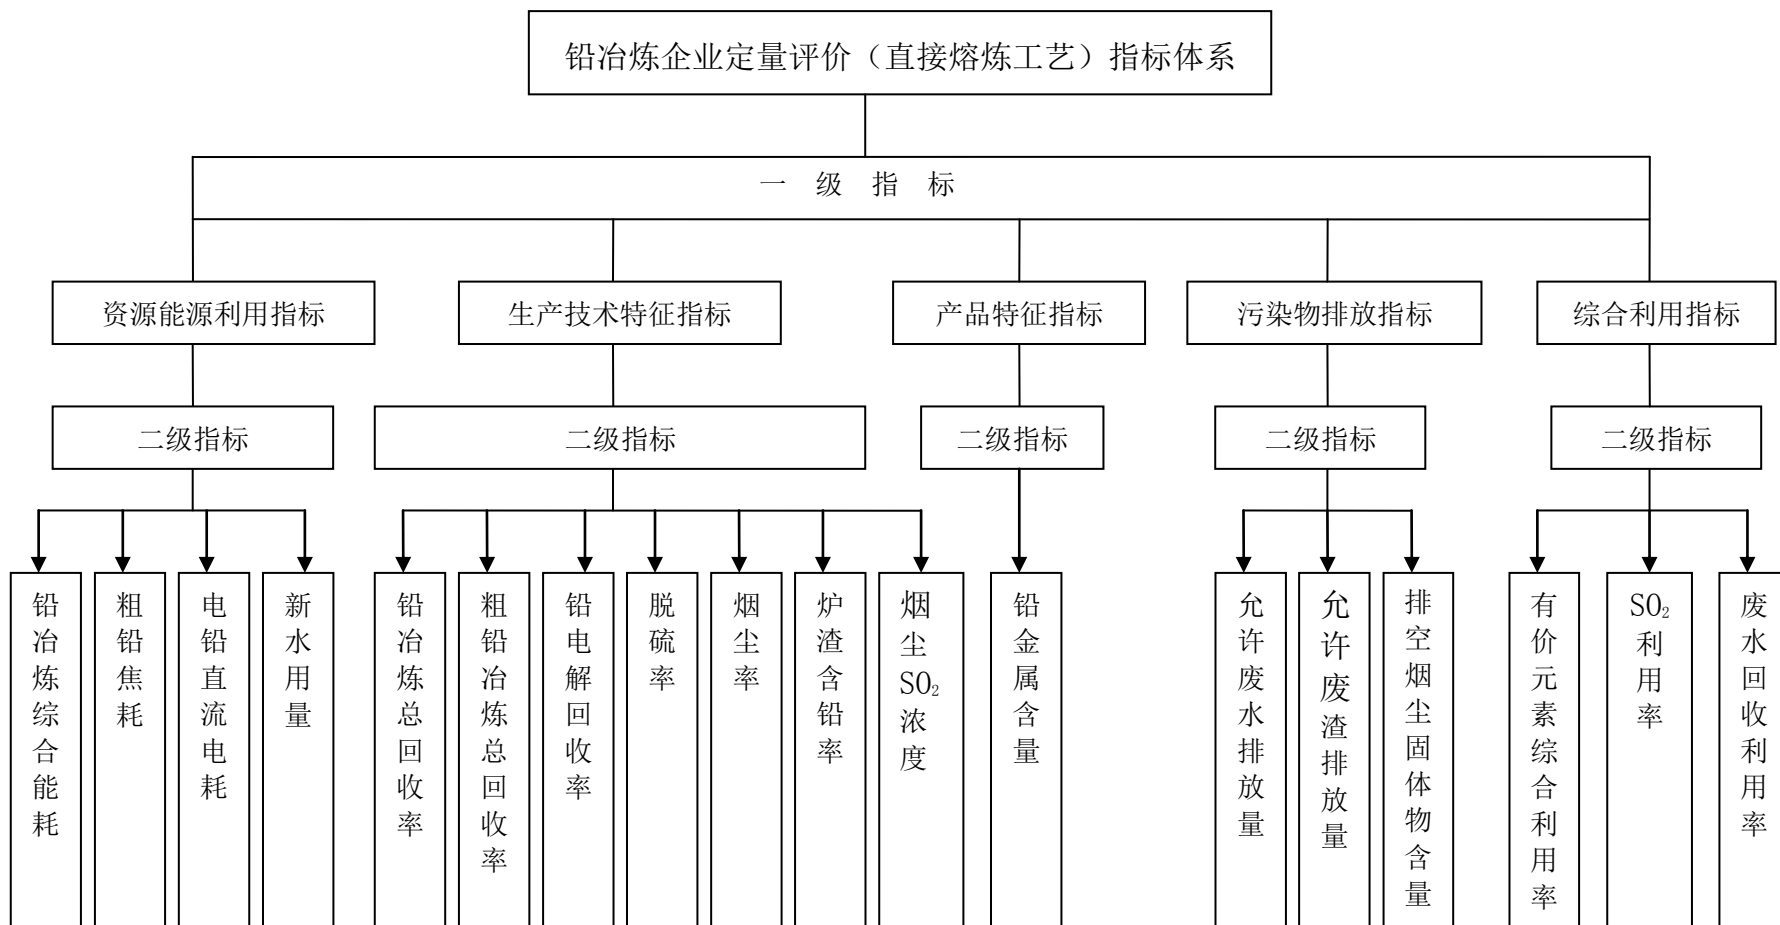 铅冶炼企业定量评价（直接熔炼工艺）指标体系
一 级 指 标
资源能源利用指标
生产技术特征指标
产品特征指标
污染物排放指标
综合利用指标
二级指标
二级指标
二级指标
二级指标
二级指标
铅冶炼综合能耗
粗铅焦耗
电铅直流电耗
新水用量
铅冶炼总回收率
粗铅冶炼总回收率
铅电解回收率
脱硫率
烟尘率
炉渣含铅率
烟尘SO₂浓度
铅金属含量
允许废水排放量
允许废渣排放量
排空烟尘固体物含量
有价元素综合利用率
SO₂利用率
废水回收利用率